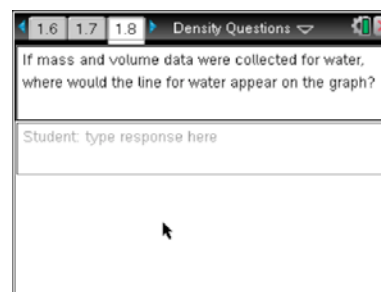 1.6 1.7 1.8 Density Questions
If mass and volume data were collected for water,
where would the line for water appear on the graph?
Student: type response here